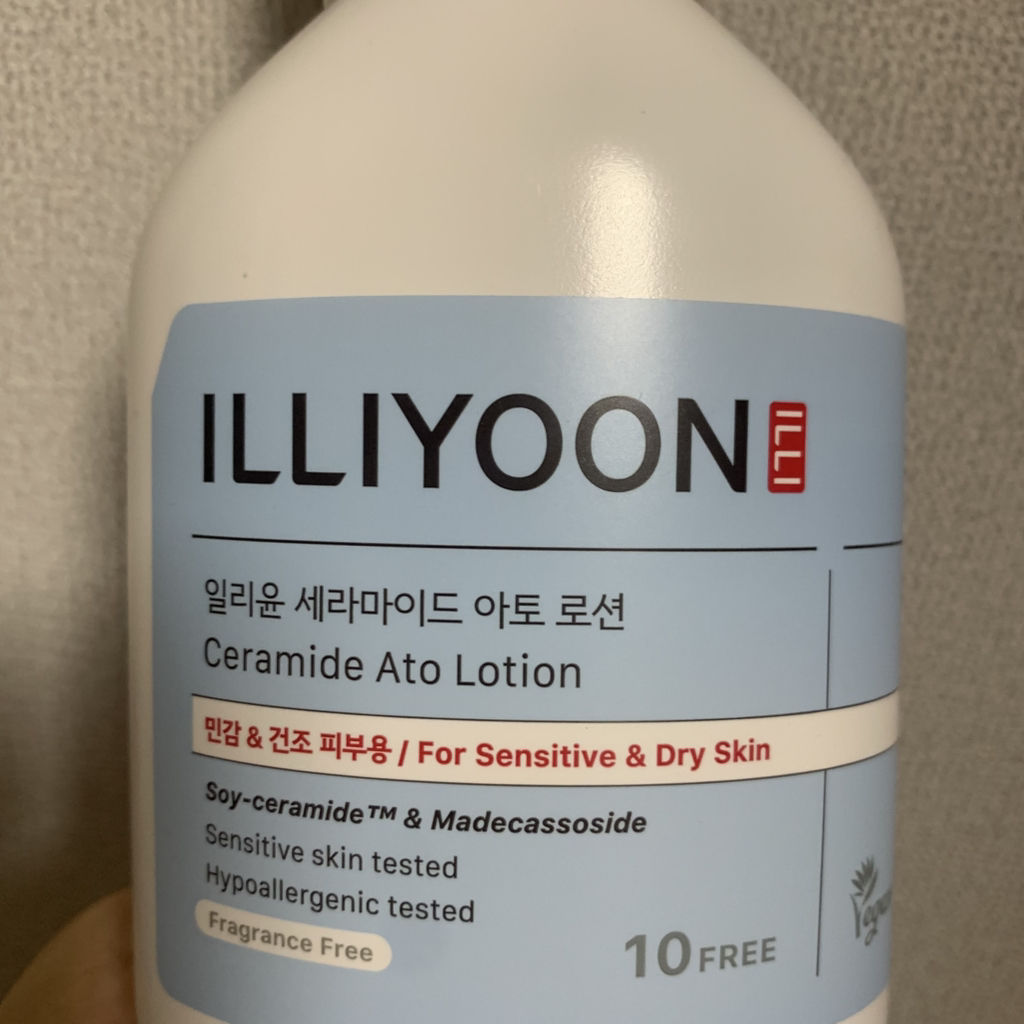 ILLIYOON ILLI
일리윤 세라마이드 아토 로션
Ceramide Ato Lotion
민감 & 건조 피부용 / For Sensitive & Dry Skin
Soy-ceramide™ & Madecassoside
Sensitive skin tested
Hypoallergenic tested
Fragrance Free
10 FREE